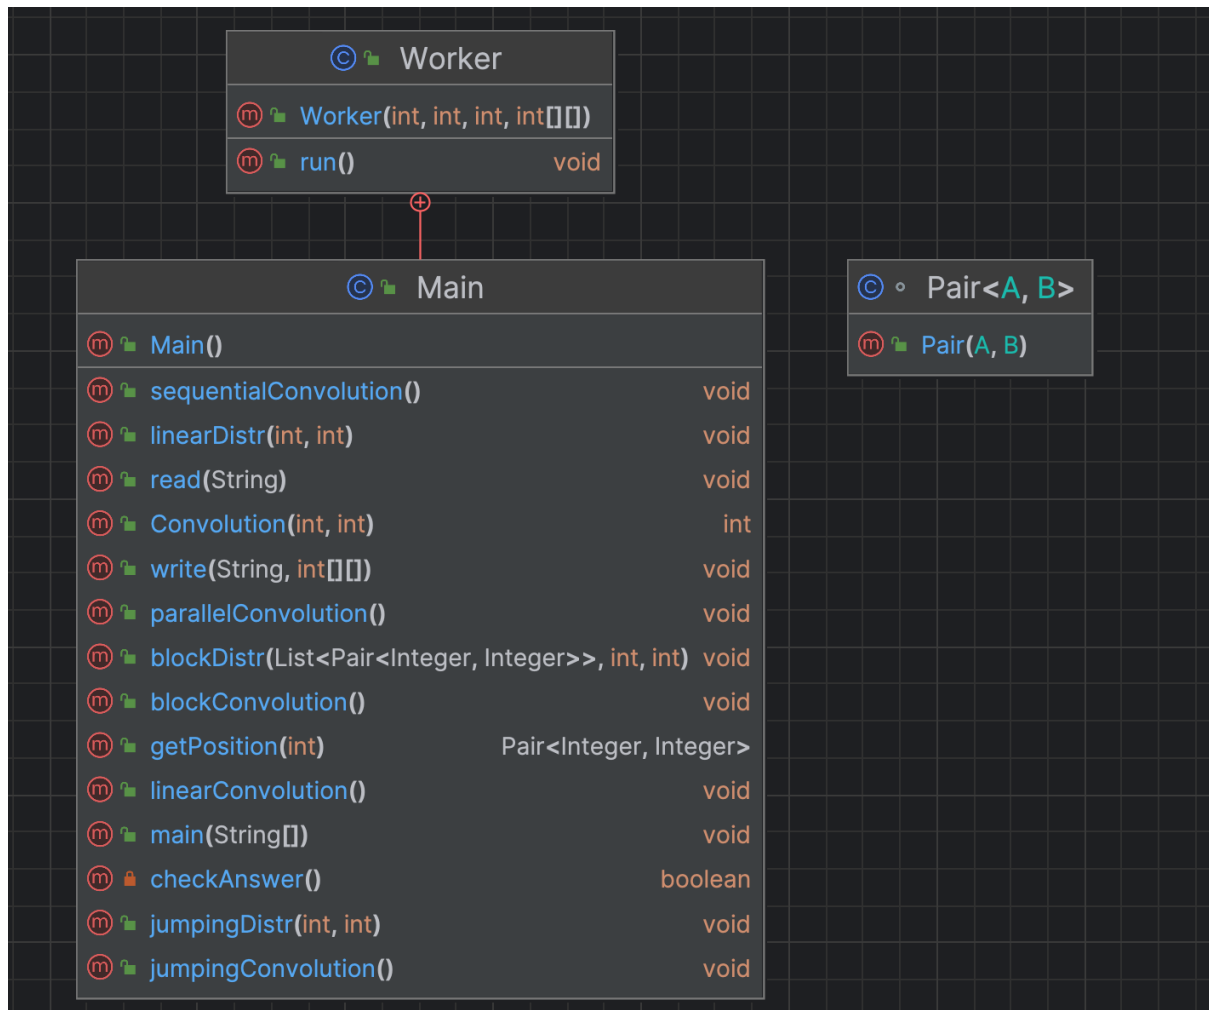 Worker
Worker(int, int, int, int[][])
run() void
Main
Main()
sequentialConvolution() void
linearDistr(int, int) void
read(String) void
Convolution(int, int) int
write(String, int[][]) void
parallelConvolution() void
blockDistr(List<Pair<Integer, Integer>>, int, int) void
blockConvolution() void
getPosition(int) Pair<Integer, Integer>
linearConvolution() void
main(String[]) void
checkAnswer() boolean
jumpingDistr(int, int) void
jumpingConvolution() void
Pair<A, B>
Pair(A, B)